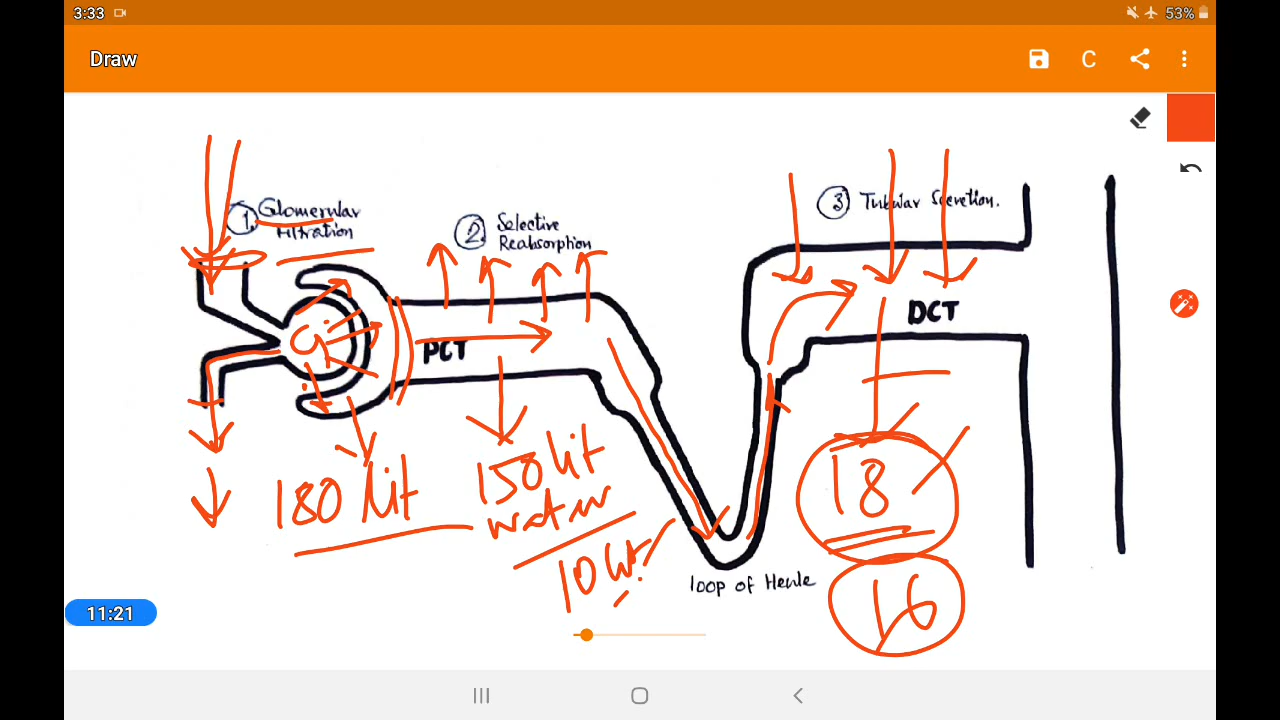 3:33
53%
Draw
C
1 Glomerular
Filtration
2 Selective
Reabsorption
3 Tubular Secretion.
G
PCT
DCT
180 lit
150 lit
water
10 lit
18
16
loop of Henle
11:21